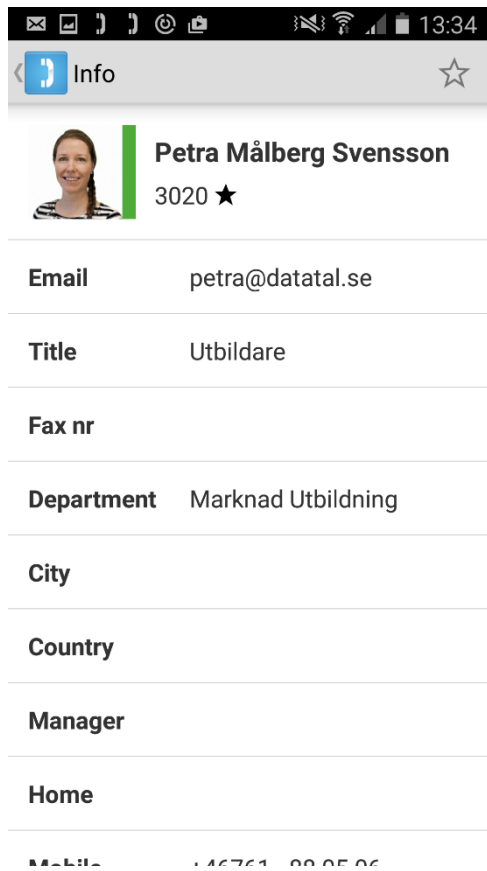 13:34
Info
Petra Målberg Svensson
3020 ★
Email petra@datatal.se
Title Utbildare
Fax nr
Department Marknad Utbildning
City
Country
Manager
Home
Mobile